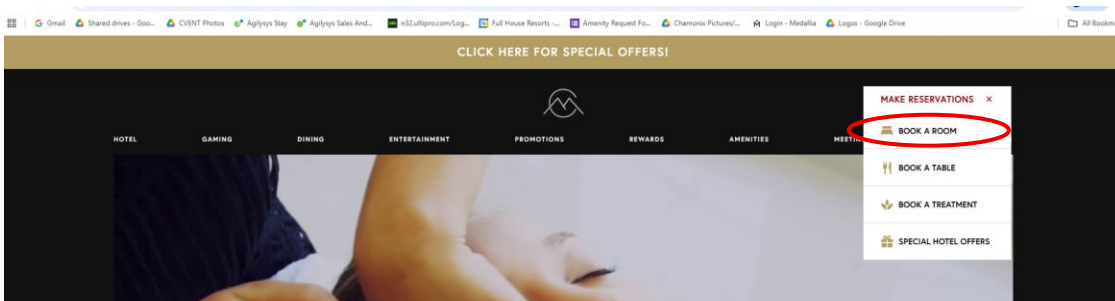 G Gmail Shared drives - Goo... CVENT Photos Agilysys Stay Agilysys Sales And... n32.ultipro.com/Log... Full House Resorts -... Amenity Request Fo... Chamonix Pictures/... Login - Medallia Logos - Google Drive All Bookma
CLICK HERE FOR SPECIAL OFFERS!
MAKE RESERVATIONS ×
BOOK A ROOM
HOTEL GAMING DINING ENTERTAINMENT PROMOTIONS REWARDS AMENITIES MEETIN
BOOK A TABLE
BOOK A TREATMENT
SPECIAL HOTEL OFFERS